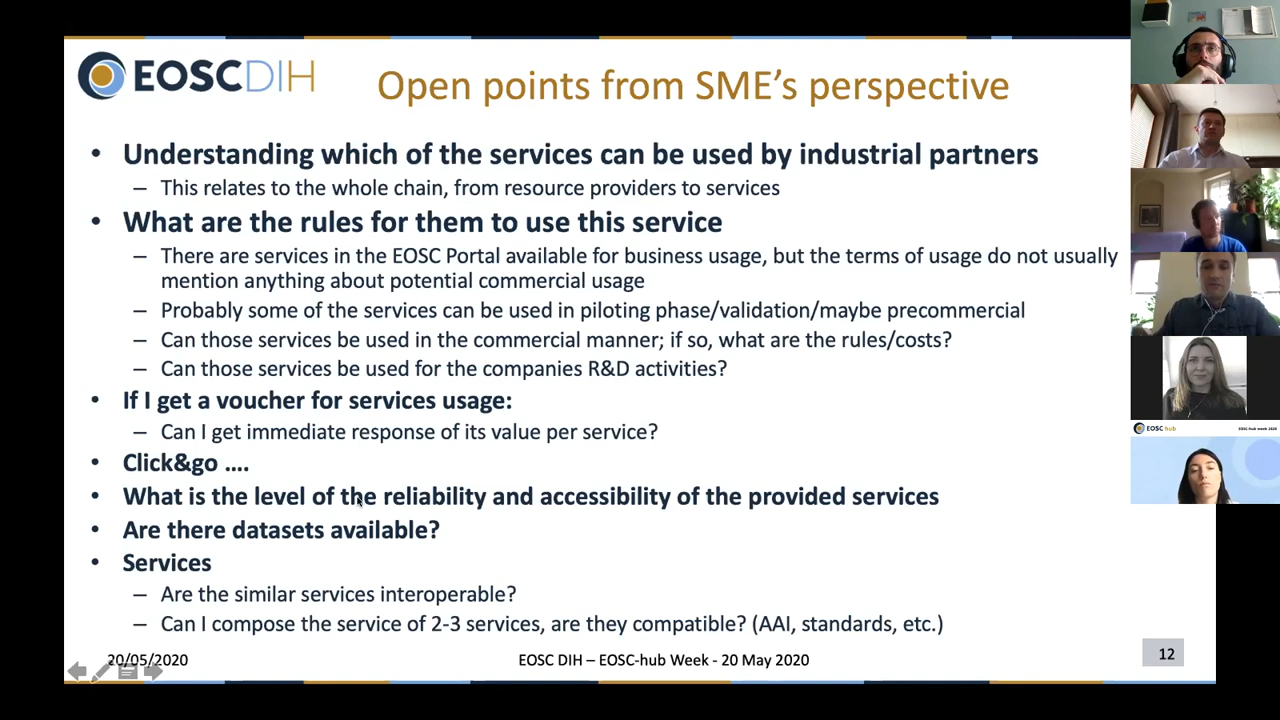 EOSC DIH
Open points from SME's perspective
• Understanding which of the services can be used by industrial partners
– This relates to the whole chain, from resource providers to services
• What are the rules for them to use this service
– There are services in the EOSC Portal available for business usage, but the terms of usage do not usually
mention anything about potential commercial usage
– Probably some of the services can be used in piloting phase/validation/maybe precommercial
– Can those services be used in the commercial manner; if so, what are the rules/costs?
– Can those services be used for the companies R&D activities?
• If I get a voucher for services usage:
– Can I get immediate response of its value per service?
• Click&go ....
• What is the level of the reliability and accessibility of the provided services
• Are there datasets available?
• Services
– Are the similar services interoperable?
– Can I compose the service of 2-3 services, are they compatible? (AAI, standards, etc.)
20/05/2020
EOSC DIH – EOSC-hub Week - 20 May 2020
12
EOSC hub
EOSC-hub week 2020